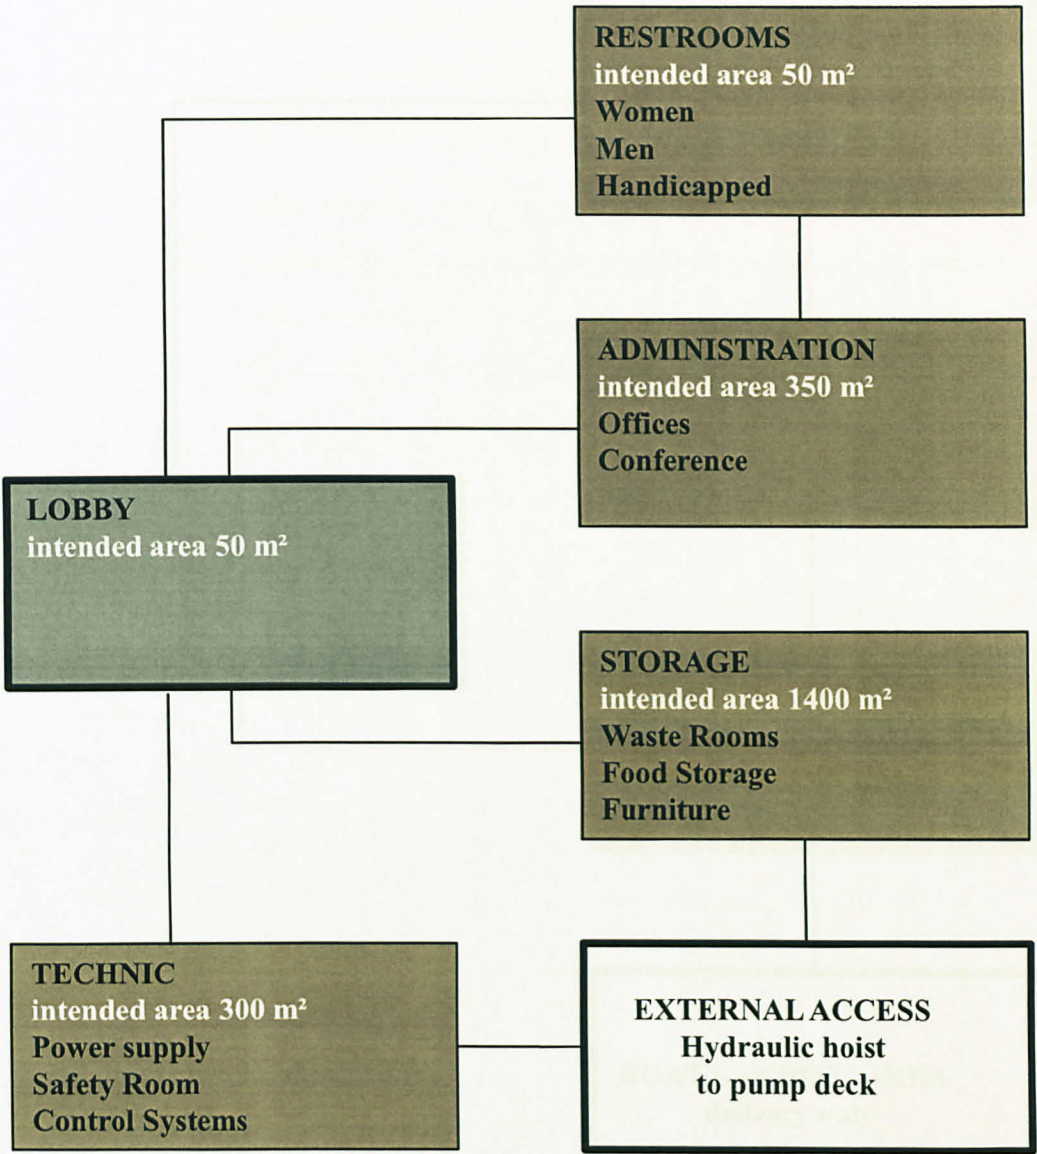 RESTROOMS
intended area 50 m²
Women
Men
Handicapped
ADMINISTRATION
intended area 350 m²
Offices
Conference
LOBBY
intended area 50 m²
STORAGE
intended area 1400 m²
Waste Rooms
Food Storage
Furniture
TECHNIC
intended area 300 m²
Power supply
Safety Room
Control Systems
EXTERNAL ACCESS
Hydraulic hoist
to pump deck